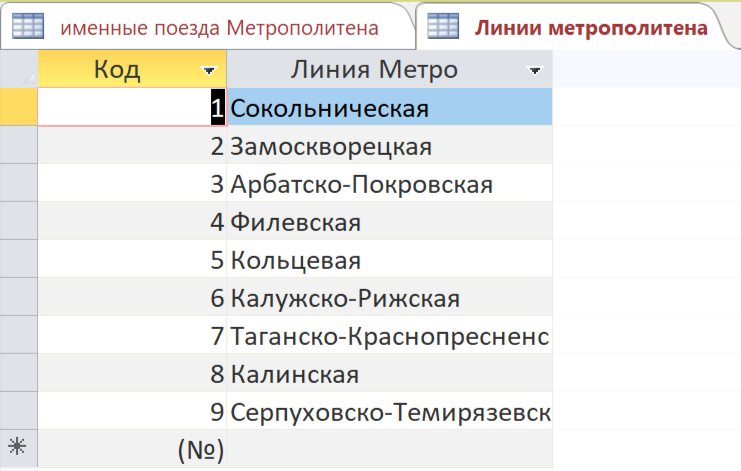 именные поезда Метрополитена Линии метрополитена
Код Линия Метро
1 Сокольническая
2 Замоскворецкая
3 Арбатско-Покровская
4 Филевская
5 Кольцевая
6 Калужско-Рижская
7 Таганско-Краснопресненс
8 Калинская
9 Серпуховско-Темирязевск
(№)